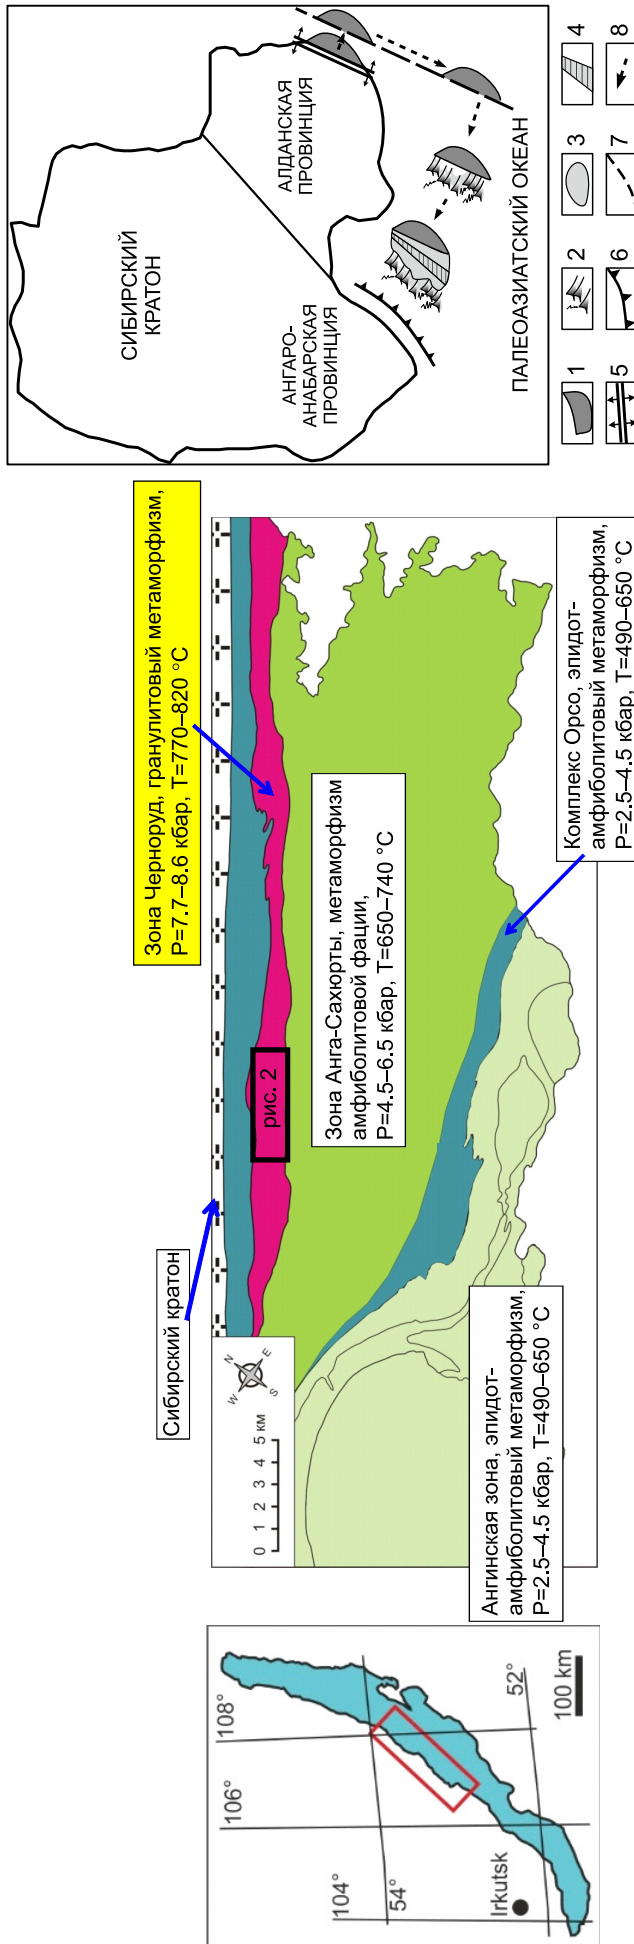 104°
106°
108°
54°
52°
Irkutsk
100 km
Сибирский кратон
0 1 2 3 4 5 км
N
E
S
W
рис. 2
Зона Черноруд, гранулитовый метаморфизм,
P=7.7–8.6 кбар, T=770–820 °C
Зона Анга-Сахюрты, метаморфизм
амфиболитовой фации,
P=4.5–6.5 кбар, T=650–740 °C
Ангинская зона, эпидот-
амфиболитовый метаморфизм,
P=2.5–4.5 кбар, T=490–650 °C
Комплекс Орсо, эпидот-
амфиболитовый метаморфизм,
P=2.5–4.5 кбар, T=490–650 °C
СИБИРСКИЙ
КРАТОН
АЛДАНСКАЯ
ПРОВИНЦИЯ
АНГАРО-
АНАБАРСКАЯ
ПРОВИНЦИЯ
ПАЛЕОАЗИАТСКИЙ ОКЕАН
1
2
3
4
5
6
7
8